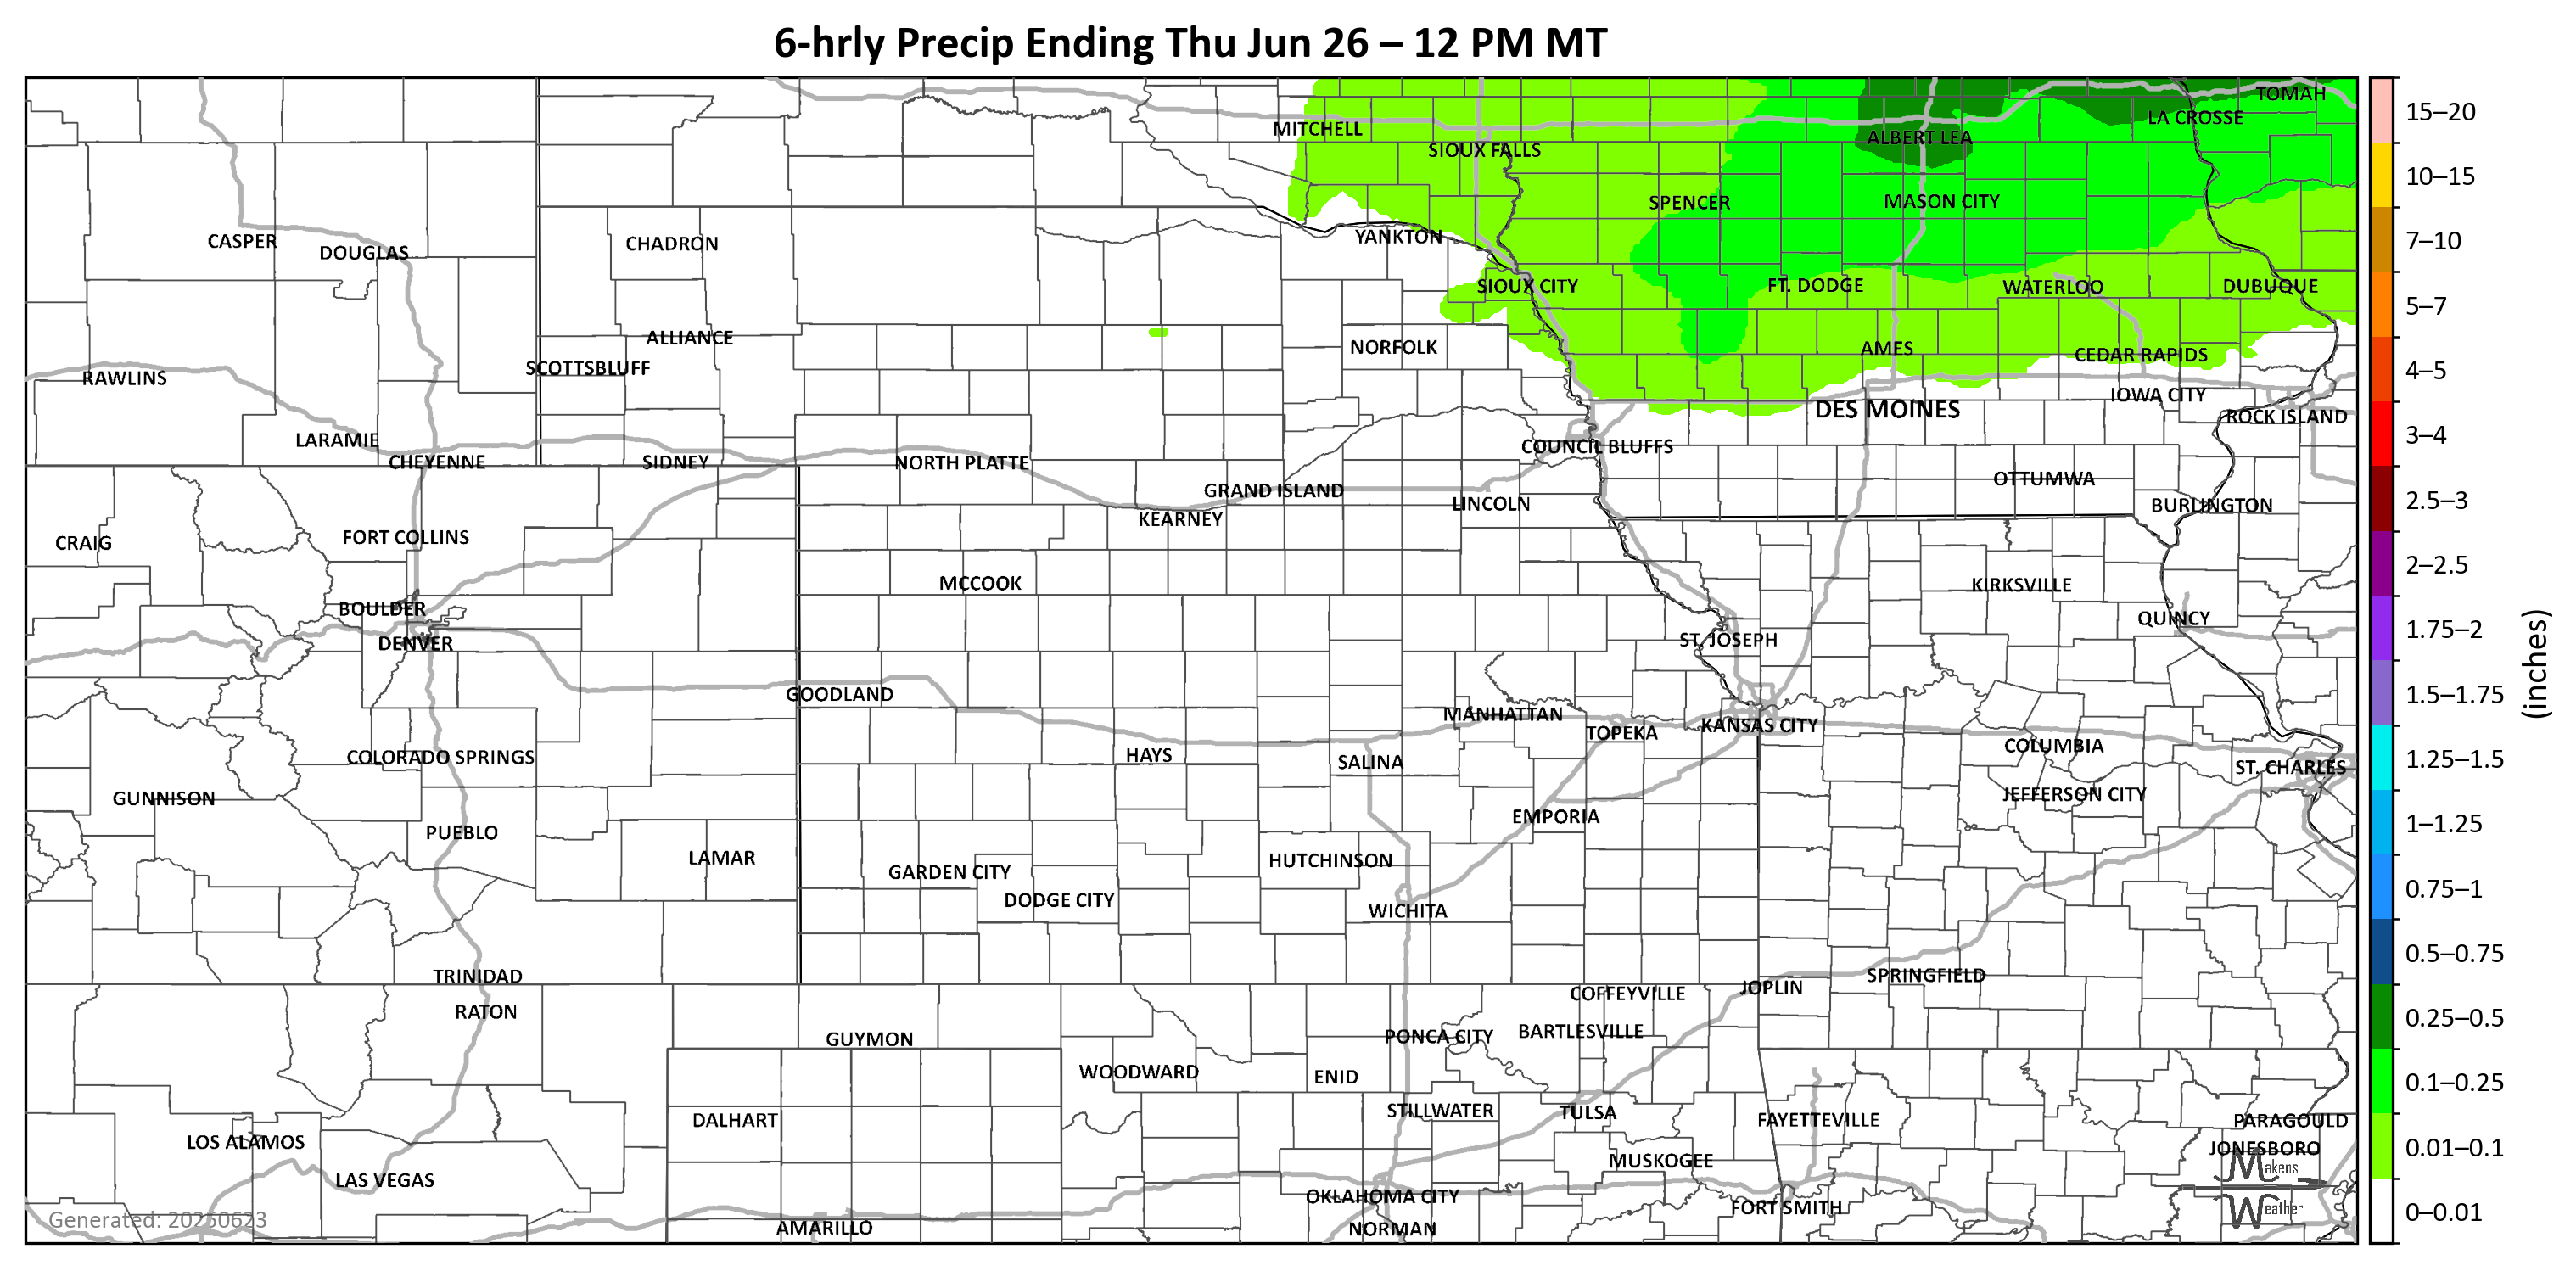 6-hrly Precip Ending Thu Jun 26 – 12 PM MT
TOMAH
LA CROSSE
MITCHELL
ALBERT LEA
SIOUX FALLS
SPENCER
MASON CITY
CASPER
DOUGLAS
CHADRON
YANKTON
SIOUX CITY
FT. DODGE
WATERLOO
DUBUQUE
ALLIANCE
NORFOLK
AMES
CEDAR RAPIDS
SCOTTSBLUFF
RAWLINS
IOWA CITY
DES MOINES
ROCK ISLAND
LARAMIE
CHEYENNE
SIDNEY
NORTH PLATTE
COUNCIL BLUFFS
GRAND ISLAND
OTTUMWA
LINCOLN
BURLINGTON
KEARNEY
CRAIG
FORT COLLINS
MCCOOK
KIRKSVILLE
BOULDER
QUINCY
DENVER
ST. JOSEPH
GOODLAND
MANHATTAN
TOPEKA
KANSAS CITY
COLORADO SPRINGS
HAYS
SALINA
COLUMBIA
ST. CHARLES
GUNNISON
JEFFERSON CITY
PUEBLO
EMPORIA
LAMAR
GARDEN CITY
HUTCHINSON
DODGE CITY
WICHITA
TRINIDAD
SPRINGFIELD
JOPLIN
COFFEYVILLE
RATON
GUYMON
PONCA CITY
BARTLESVILLE
WOODWARD
ENID
DALHART
STILLWATER
TULSA
FAYETTEVILLE
PARAGOULD
LOS ALAMOS
JONESBORO
LAS VEGAS
MUSKOGEE
OKLAHOMA CITY
FORT SMITH
AMARILLO
NORMAN
Generated: 20250623
Makens
Weather
15–20
10–15
7–10
5–7
4–5
3–4
2.5–3
2–2.5
1.75–2
1.5–1.75
1.25–1.5
1–1.25
0.75–1
0.5–0.75
0.25–0.5
0.1–0.25
0.01–0.1
0–0.01
(inches)